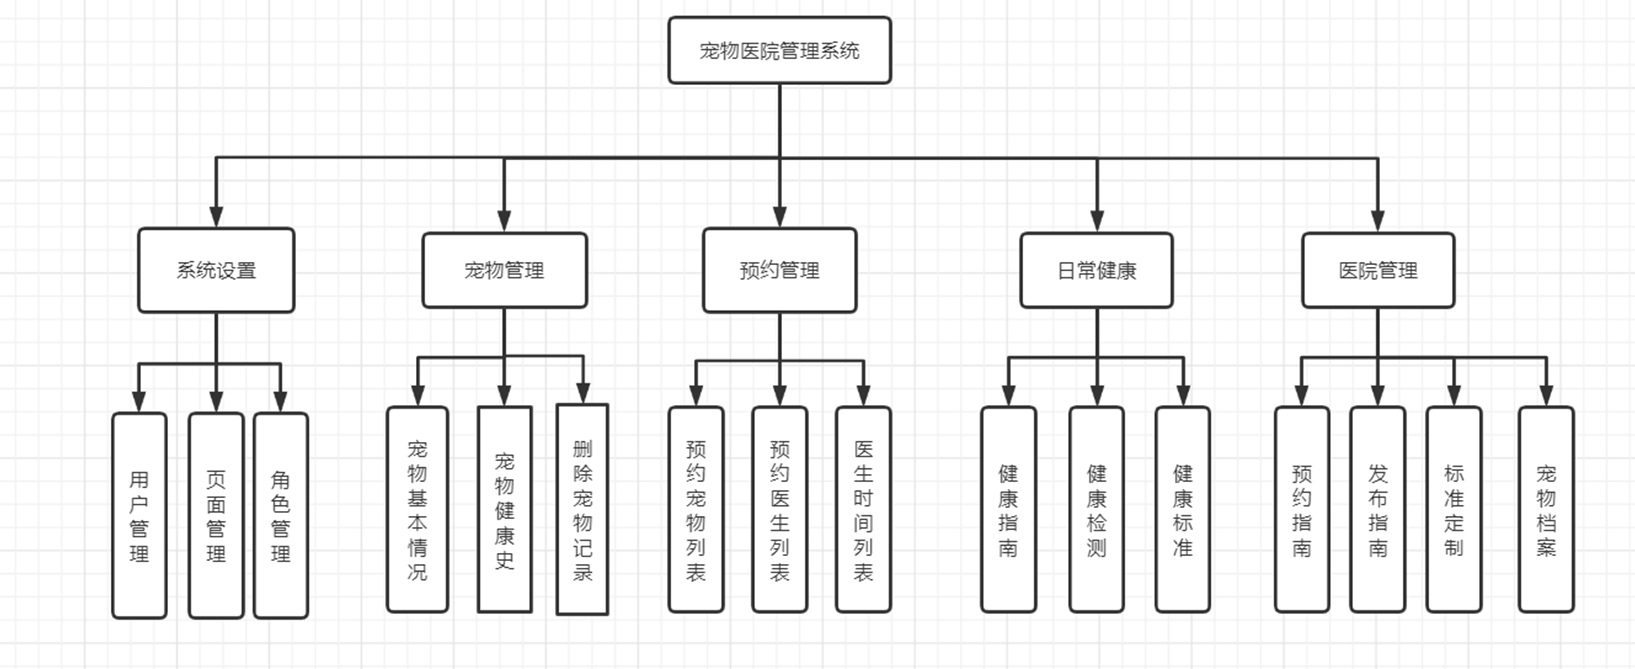 宠物医院管理系统
系统设置
宠物管理
预约管理
日常健康
医院管理
用户管理
页面管理
角色管理
宠物基本情况
宠物健康史
删除宠物记录
预约宠物列表
预约医生列表
医生时间列表
健康指南
健康检测
健康标准
预约指南
发布指南
标准定制
宠物档案